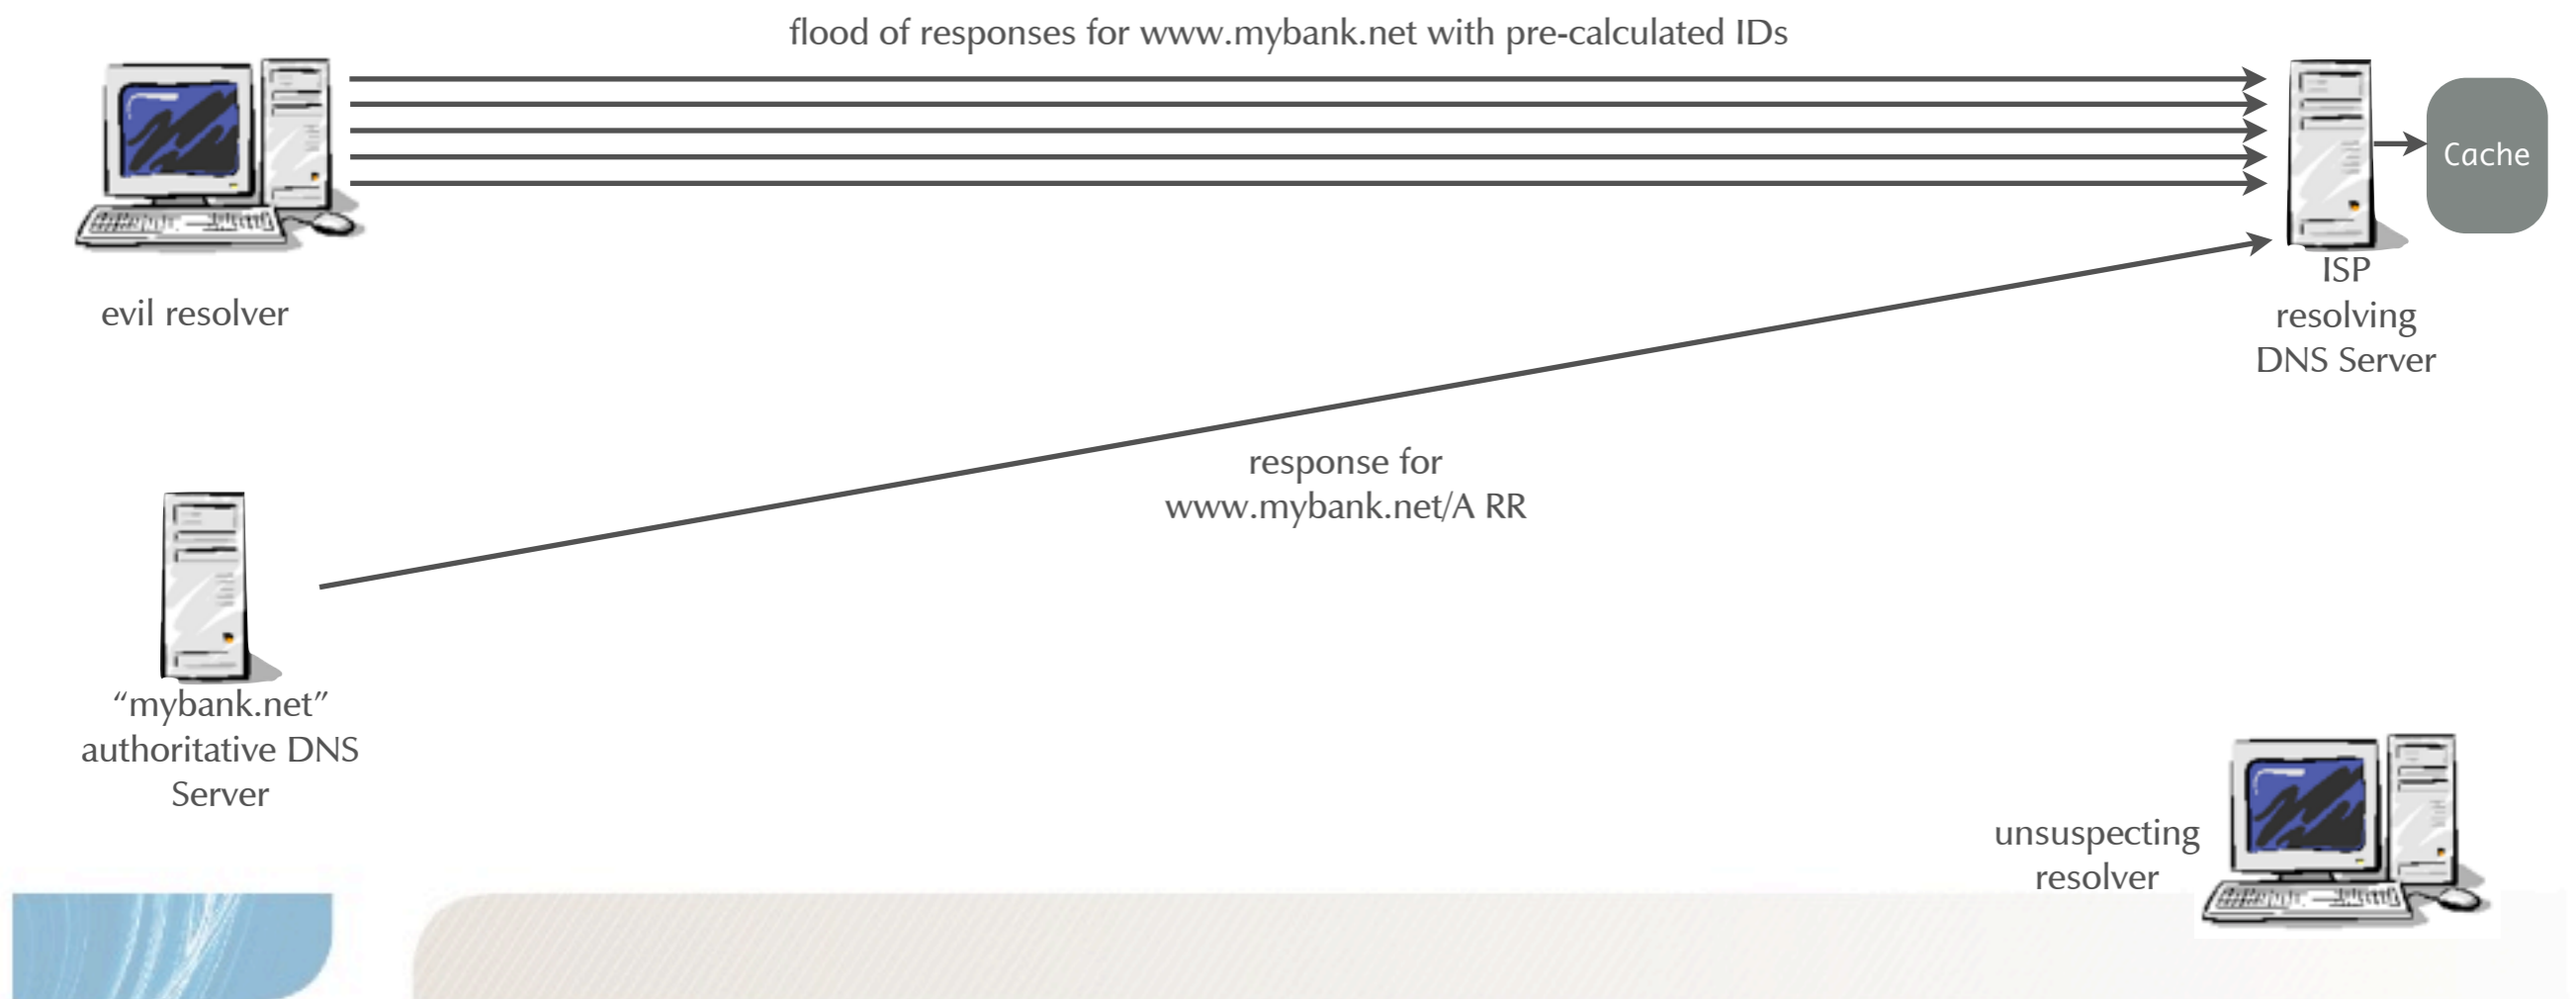 flood of responses for www.mybank.net with pre-calculated IDs
Cache
evil resolver
ISP
resolving
DNS Server
response for
www.mybank.net/A RR
“mybank.net”
authoritative DNS
Server
unsuspecting
resolver